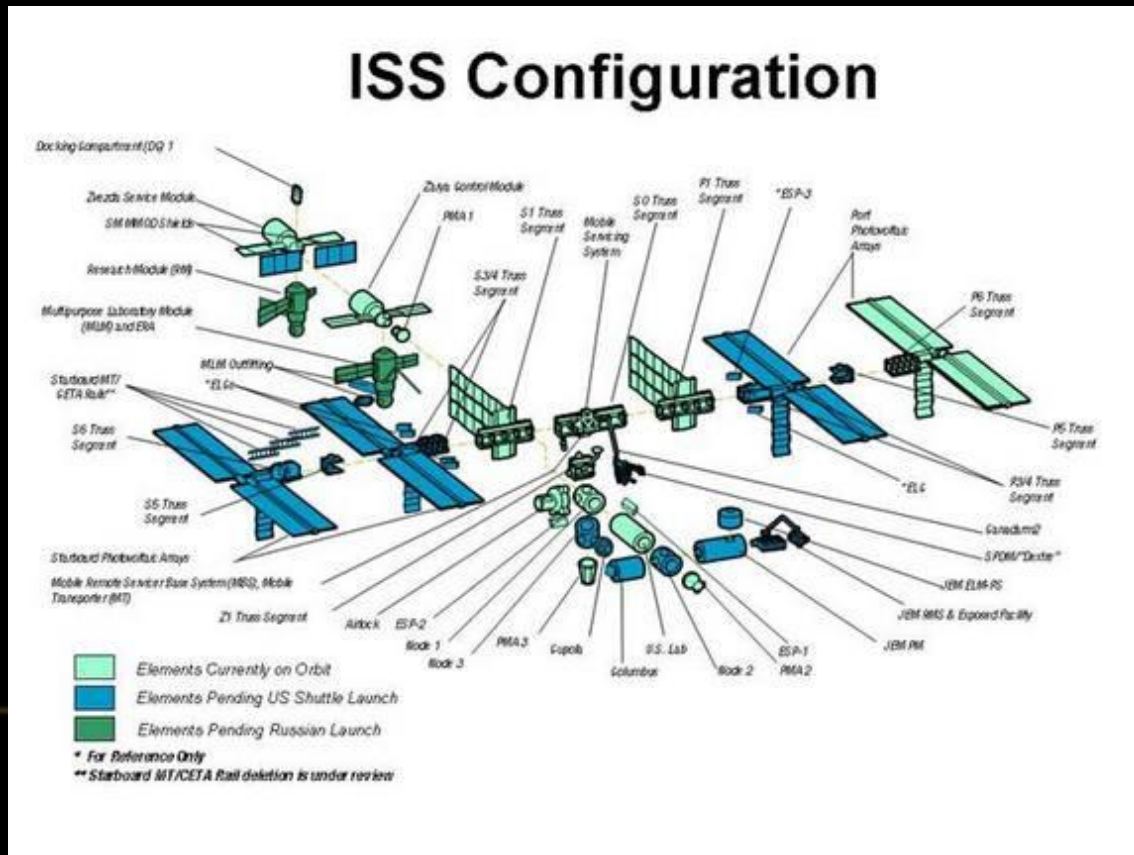 ISS Configuration
Docking Compartment (DC) 1
Zvezda Service Module
SM MMOD Shields
Research Module (RM)
Multipurpose Laboratory Module
(MLM) and ERA
MLM Outfitting
*ELCs
Starboard MT/
CETA Rails**
S6 Truss
Segment
S5 Truss
Segment
Starboard Photovoltaic Arrays
Mobile Remote Servicer Base System (MBS), Mobile
Transporter (MT)
Z1 Truss Segment
Zarya Control Module
PMA 1
S3/4 Truss
Segment
S1 Truss
Segment
Mobile
Servicing
System
S0 Truss
Segment
P1 Truss
Segment
*ESP-3
Port
Photovoltaic
Arrays
P6 Truss
Segment
P5 Truss
Segment
P3/4 Truss
Segment
*ELC
Canadarm2
SPDM/"Dextre"
JEM ELM-PS
JEM RMS & Exposed Facility
JEM PM
Airlock
ESP-2
Node 1
Node 3
PMA 3
Cupola
Columbus
U.S. Lab
Node 2
ESP-1
PMA 2
Elements Currently on Orbit
Elements Pending US Shuttle Launch
Elements Pending Russian Launch
* For Reference Only
** Starboard MT/CETA Rail deletion is under review